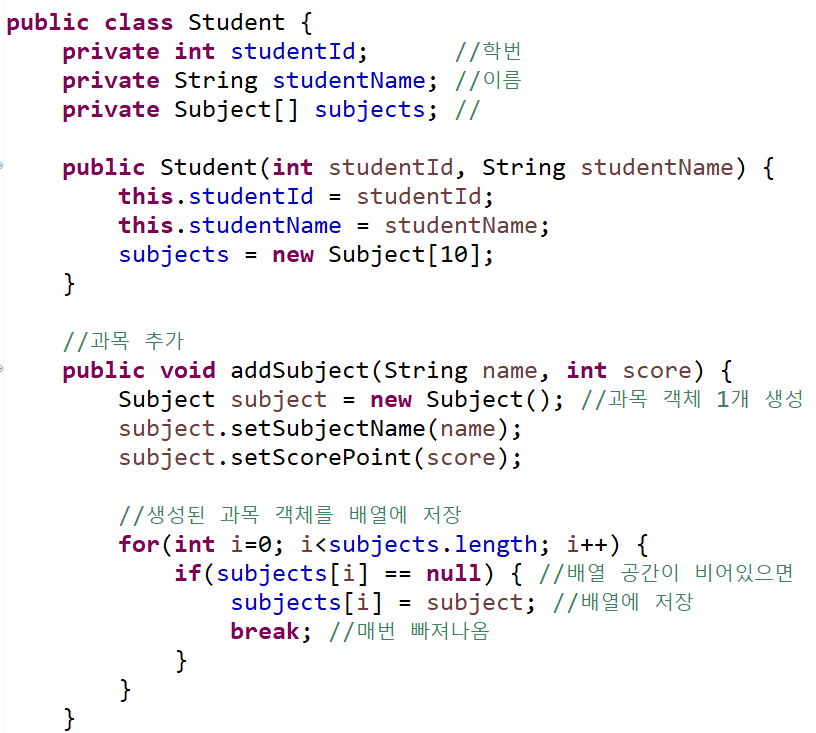 public class Student {
    private int studentId;      //학번
    private String studentName; //이름
    private Subject[] subjects; //

    public Student(int studentId, String studentName) {
        this.studentId = studentId;
        this.studentName = studentName;
        subjects = new Subject[10];
    }

    //과목 추가
    public void addSubject(String name, int score) {
        Subject subject = new Subject(); //과목 객체 1개 생성
        subject.setSubjectName(name);
        subject.setScorePoint(score);

        //생성된 과목 객체를 배열에 저장
        for(int i=0; i<subjects.length; i++) {
            if(subjects[i] == null) { //배열 공간이 비어있으면
                subjects[i] = subject; //배열에 저장
                break; //매번 빠져나옴
            }
        }
    }